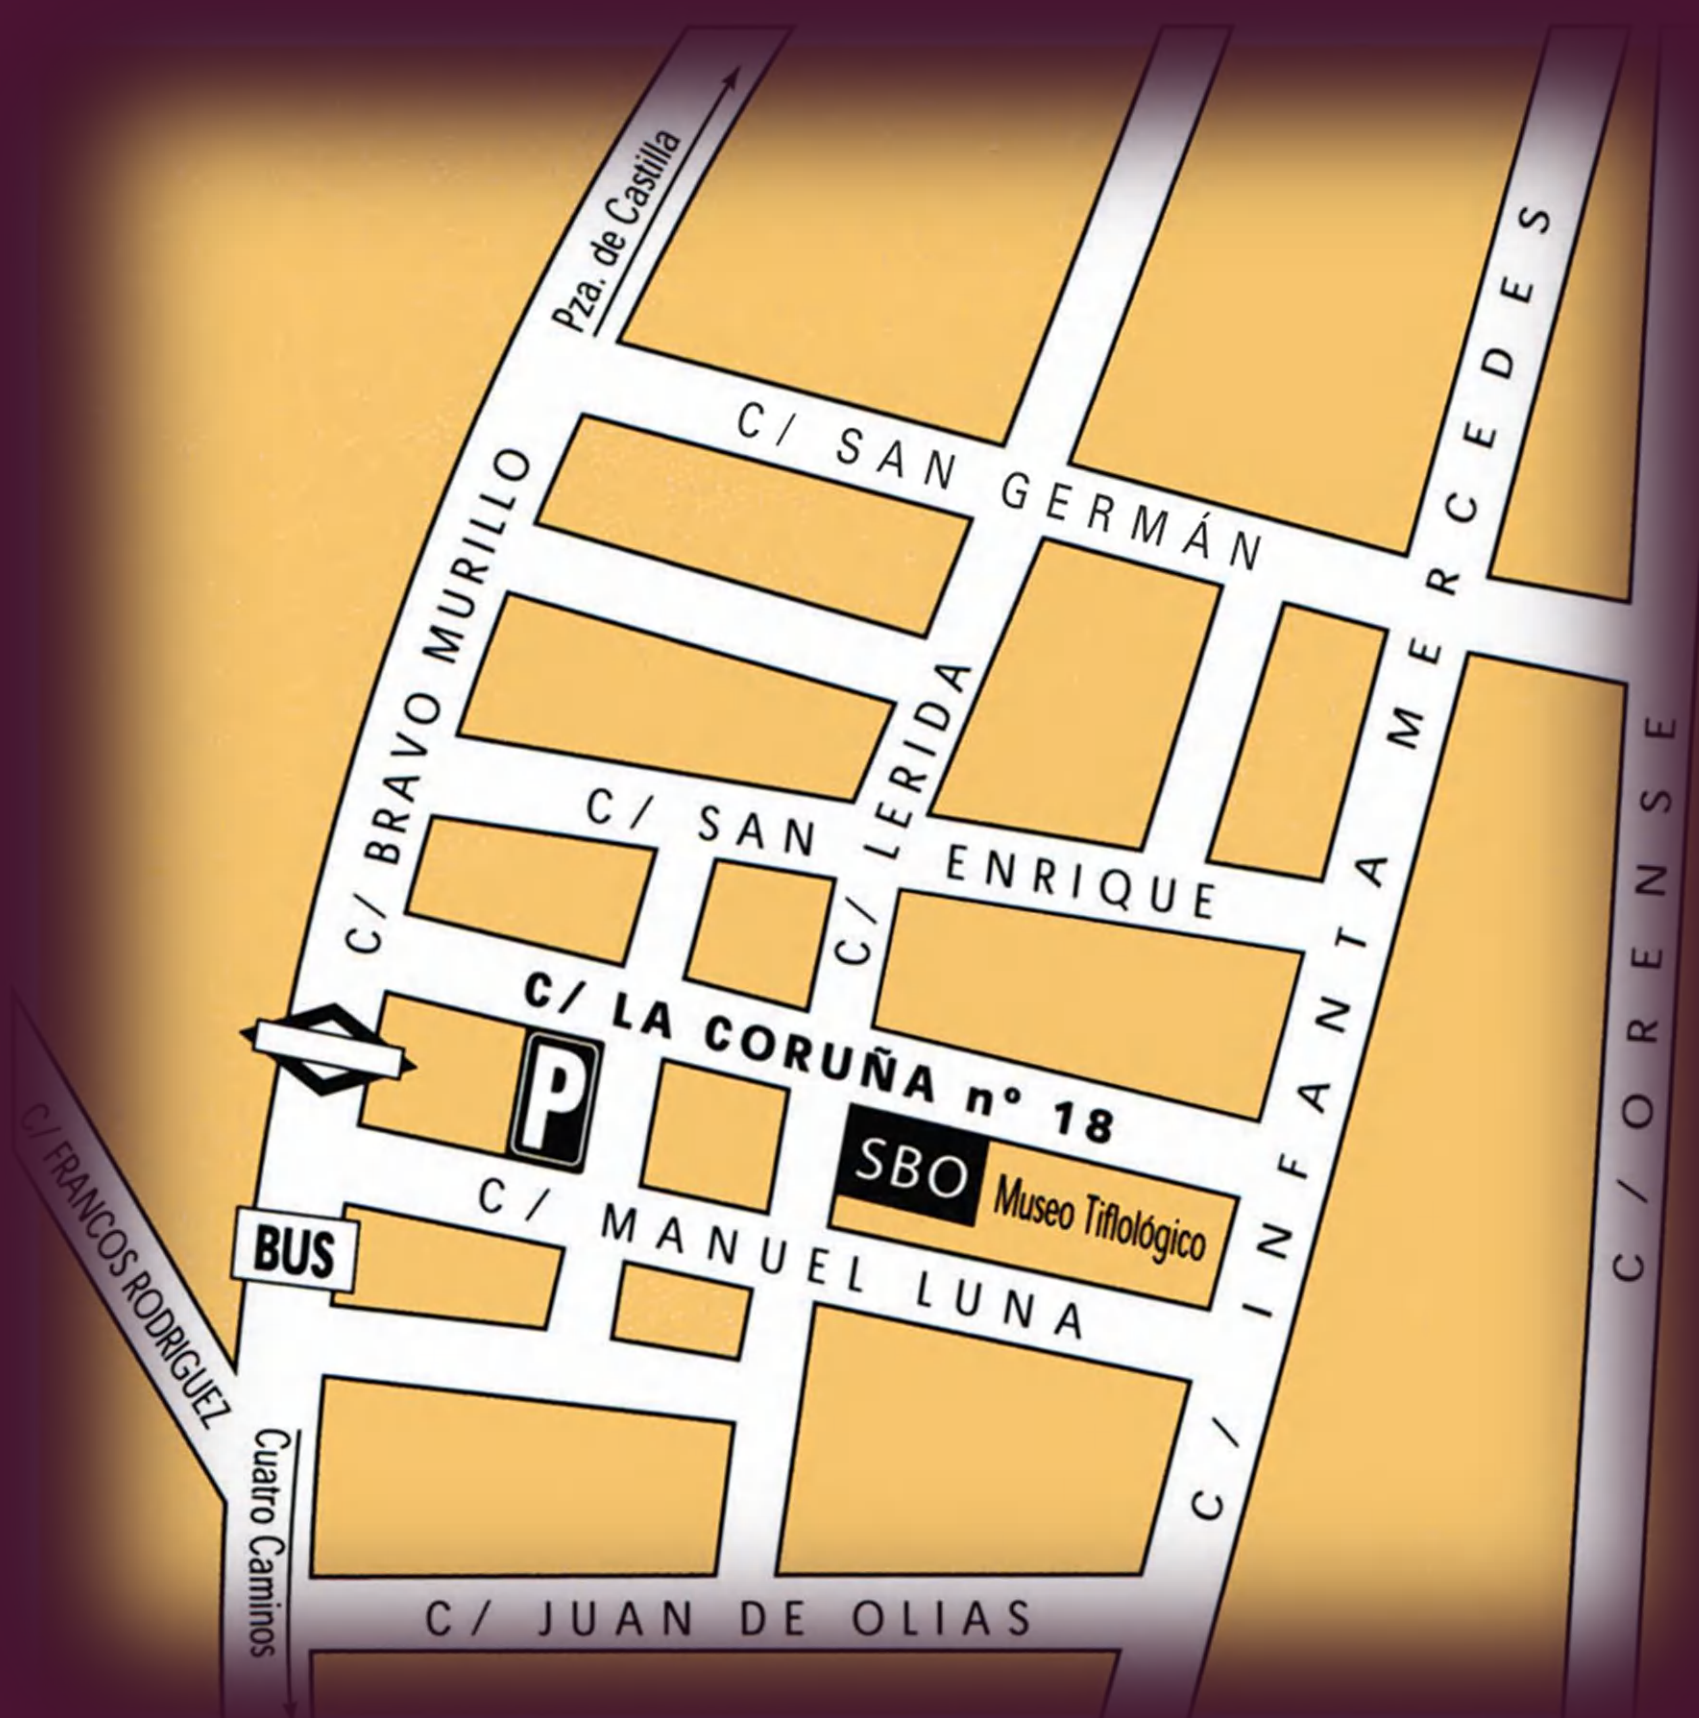 Pza. de Castilla
C/ SAN GERMÁN
C/ BRAVO MURILLO
C/ LERIDA
C/ INFANTA MERCEDES
C/ ORENSE
C/ SAN ENRIQUE
C/ LA CORUÑA nº 18
P
SBO
Museo Tiflológico
C/ MANUEL LUNA
BUS
C/ FRANCOS RODRIGUEZ
Cuatro Caminos
C/ JUAN DE OLIAS